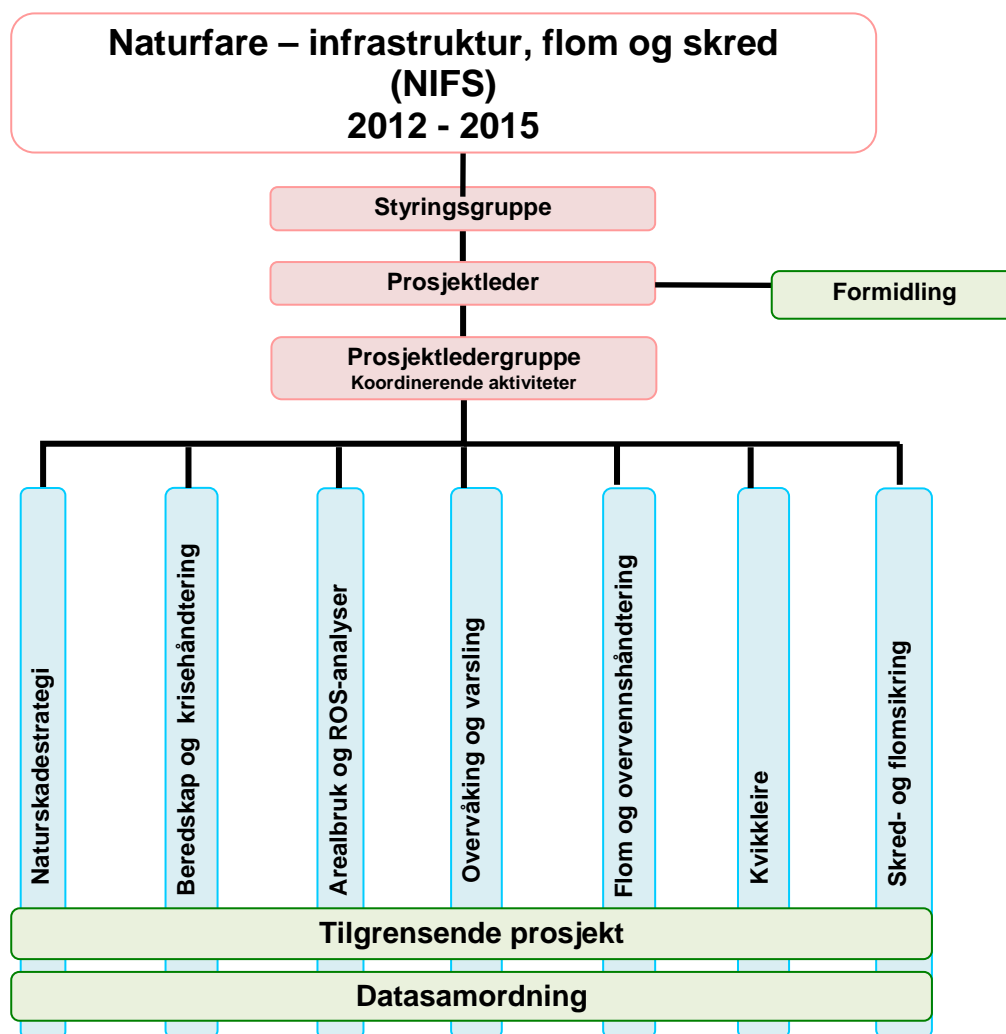 Naturfare – infrastruktur, flom og skred
(NIFS)
2012 - 2015
Styringsgruppe
Prosjektleder
Formidling
Prosjektledergruppe
Koordinerende aktiviteter
Naturskadestrategi
Beredskap og krisehåndtering
Arealbruk og ROS-analyser
Overvåking og varsling
Flom og overvennshåndtering
Kvikkleire
Skred- og flomsikring
Tilgrensende prosjekt
Datasamordning